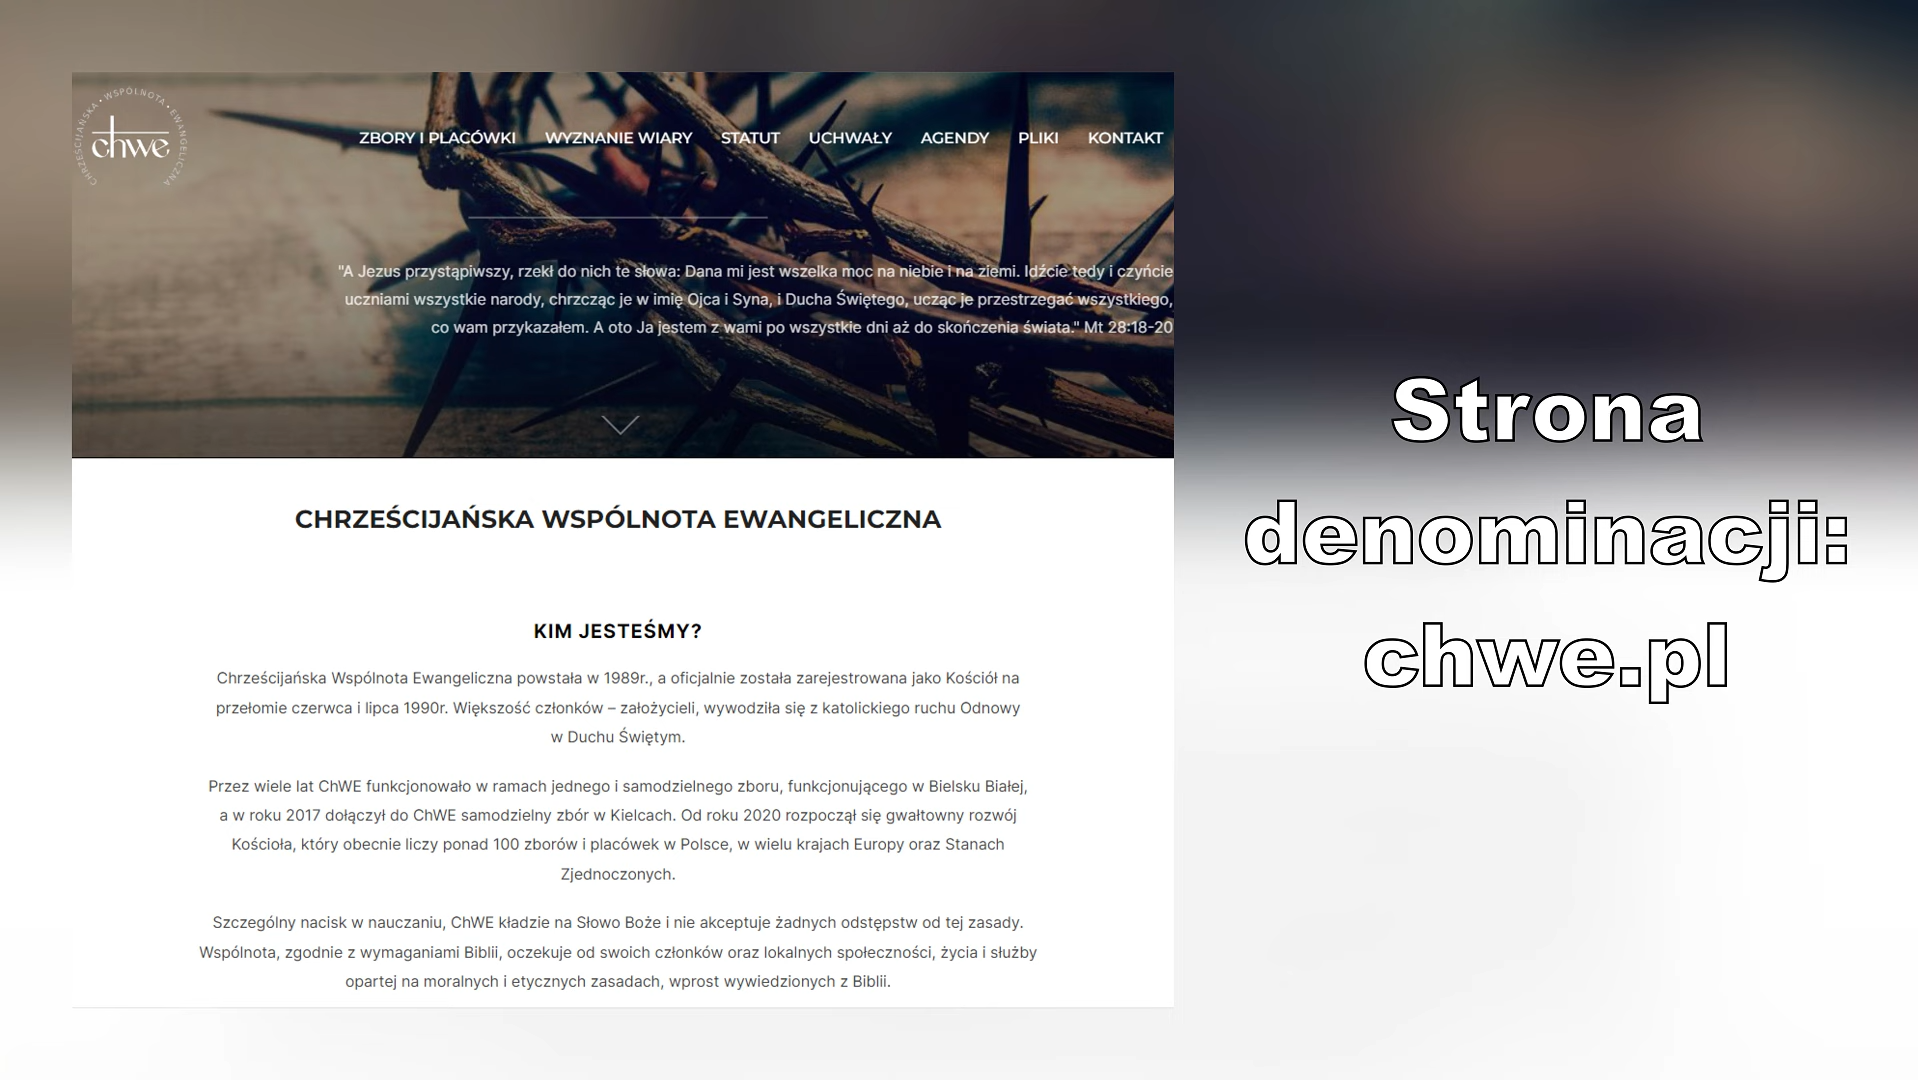 CHRZEŚCIJAŃSKA • WSPÓLNOTA • EWANGELICZNA
chwe
ZBORY I PLACÓWKI WYZNANIE WIARY STATUT UCHWAŁY AGENDY PLIKI KONTAKT
"A Jezus przystąpiwszy, rzekł do nich te słowa: Dana mi jest wszelka moc na niebie i na ziemi. Idźcie tedy i czyńcie
uczniami wszystkie narody, chrzcząc je w imię Ojca i Syna, i Ducha Świętego, ucząc je przestrzegać wszystkiego,
co wam przykazałem. A oto Ja jestem z wami po wszystkie dni aż do skończenia świata." Mt 28:18-20
CHRZEŚCIJAŃSKA WSPÓLNOTA EWANGELICZNA
KIM JESTEŚMY?
Chrześcijańska Wspólnota Ewangeliczna powstała w 1989r., a oficjalnie została zarejestrowana jako Kościół na
przełomie czerwca i lipca 1990r. Większość członków – założycieli, wywodziła się z katolickiego ruchu Odnowy
w Duchu Świętym.
Przez wiele lat ChWE funkcjonowało w ramach jednego i samodzielnego zboru, funkcjonującego w Bielsku Białej,
a w roku 2017 dołączył do ChWE samodzielny zbór w Kielcach. Od roku 2020 rozpoczął się gwałtowny rozwój
Kościoła, który obecnie liczy ponad 100 zborów i placówek w Polsce, w wielu krajach Europy oraz Stanach
Zjednoczonych.
Szczególny nacisk w nauczaniu, ChWE kładzie na Słowo Boże i nie akceptuje żadnych odstępstw od tej zasady.
Wspólnota, zgodnie z wymaganiami Biblii, oczekuje od swoich członków oraz lokalnych społeczności, życia i służby
opartej na moralnych i etycznych zasadach, wprost wywiedzionych z Biblii.
Strona
denominacji:
chwe.pl